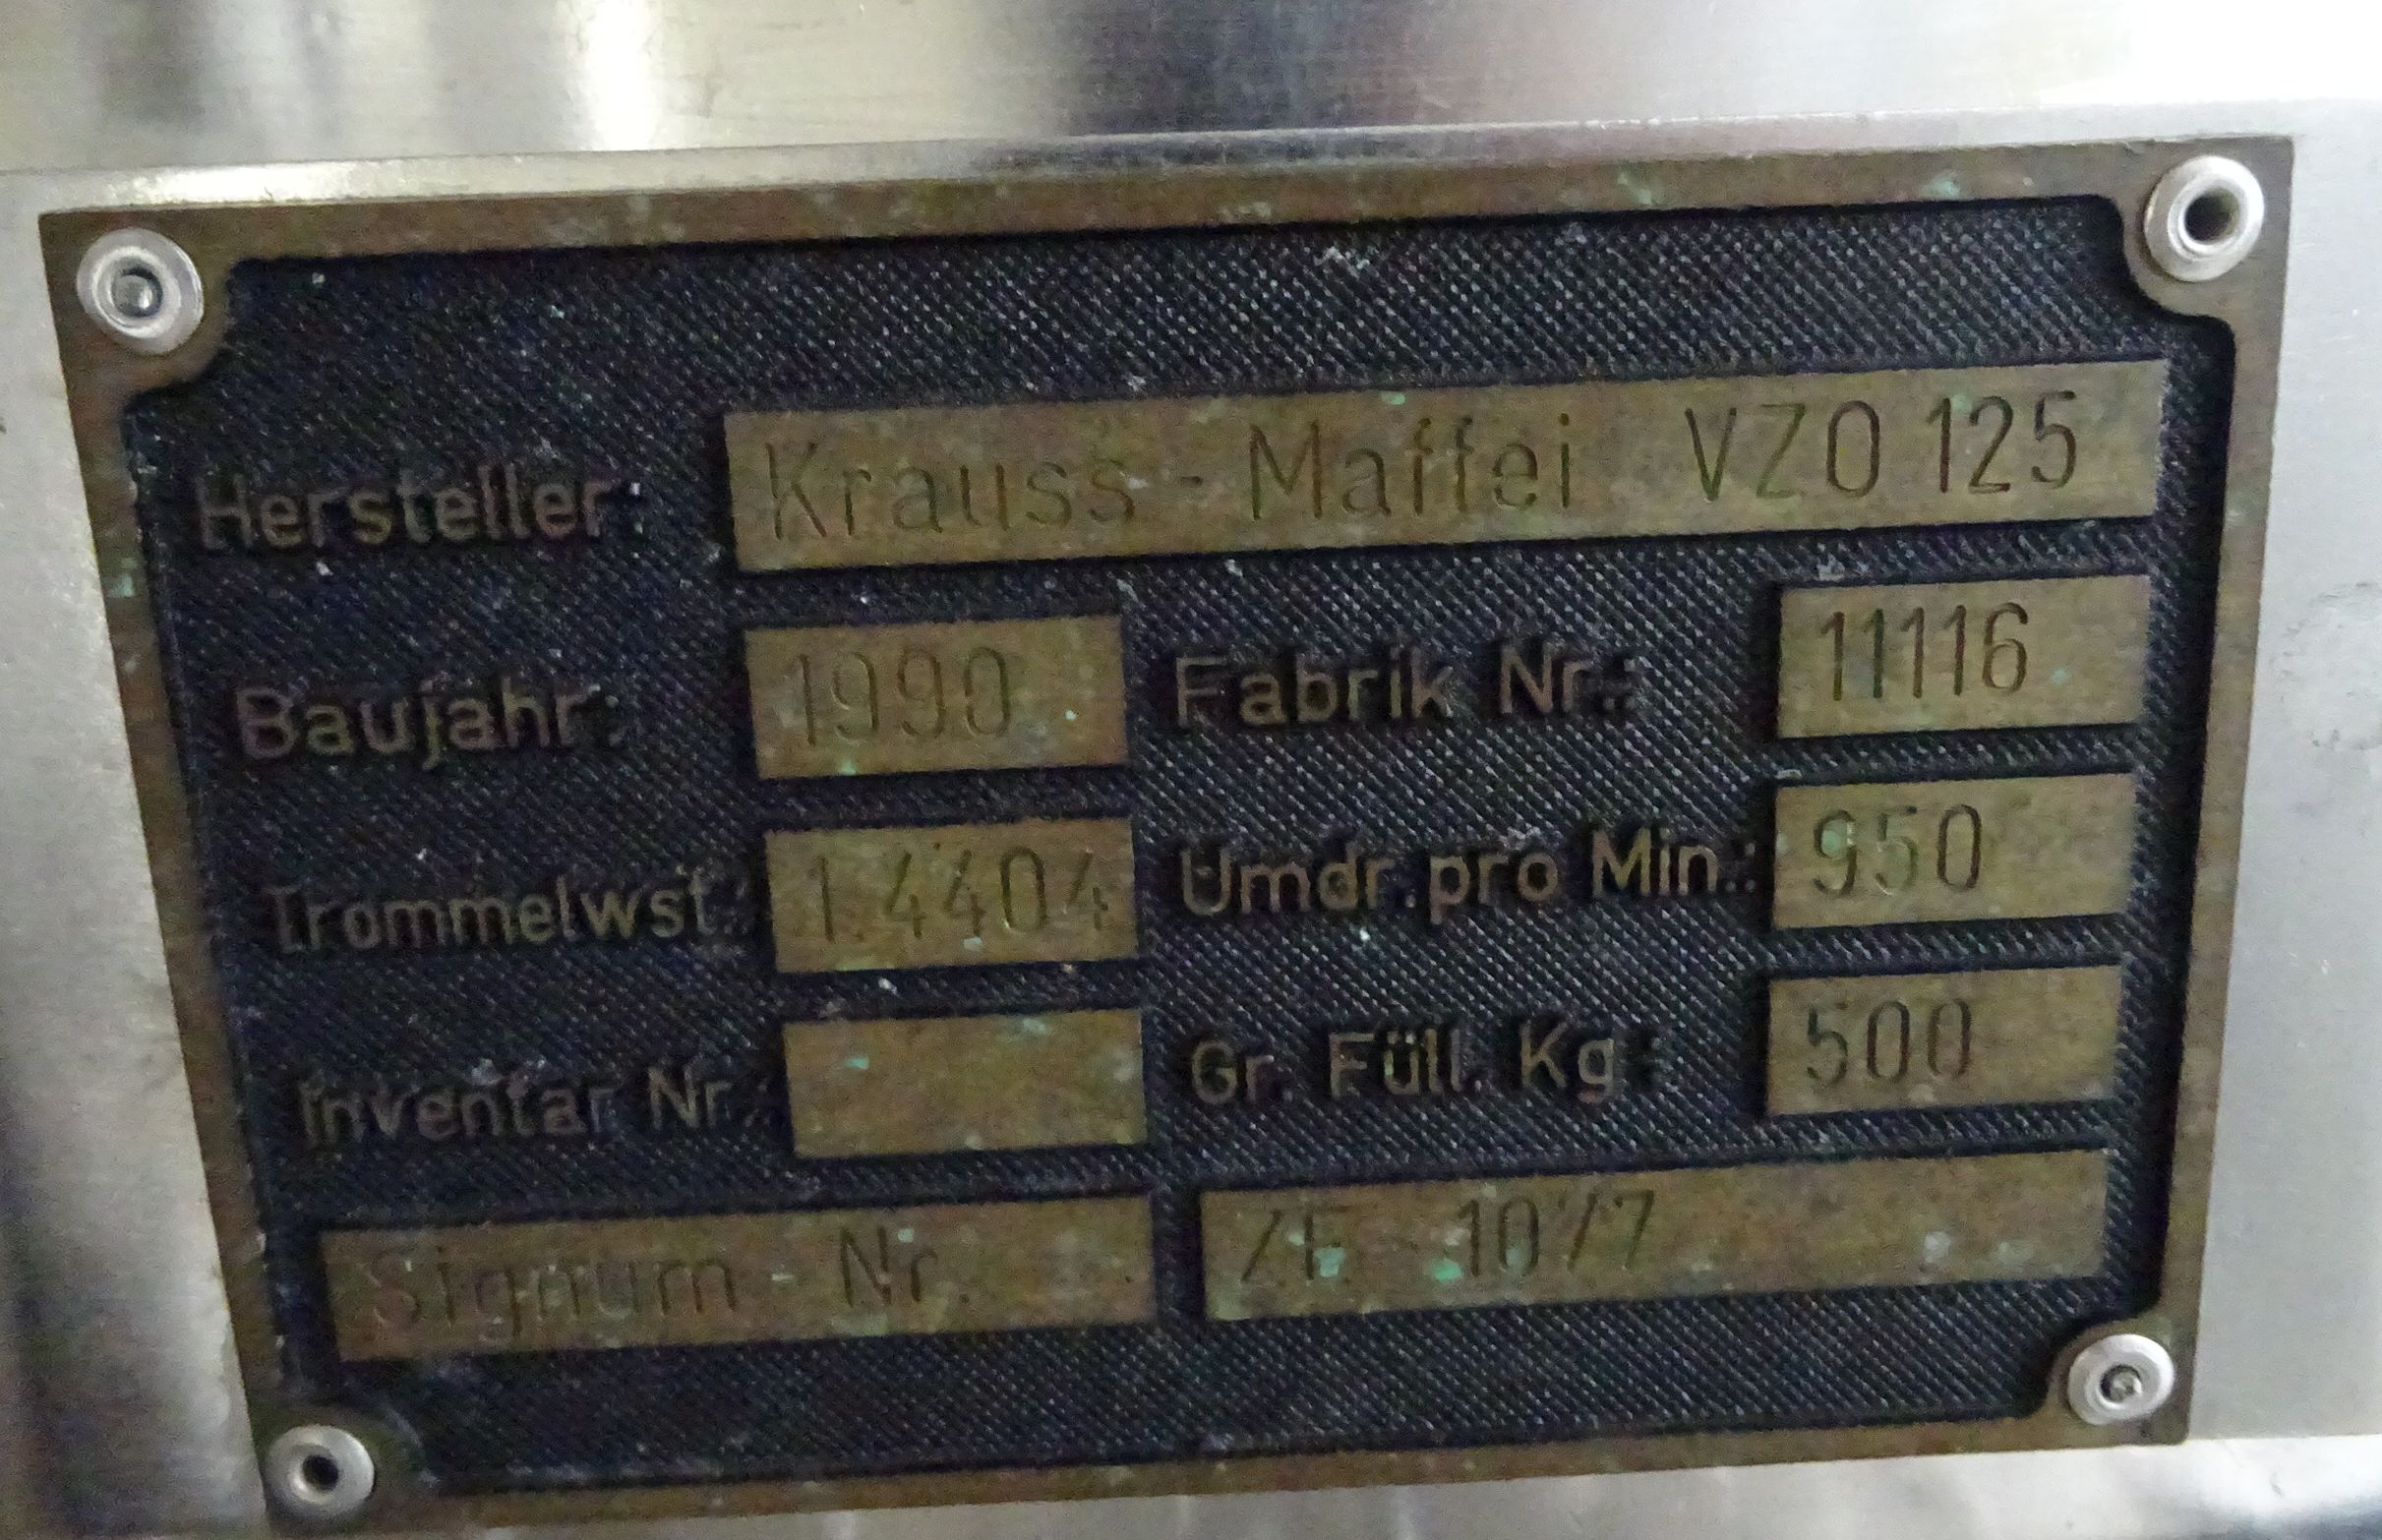 Hersteller: Krauss - Maffei VZO 125
Baujahr: 1990 Fabrik Nr.: 11116
Trommelwst.: 1.4404 Umdr. pro Min.: 950
Inventar Nr.: Gr. Füll. Kg.: 500
Signum - Nr. ZE 10/7